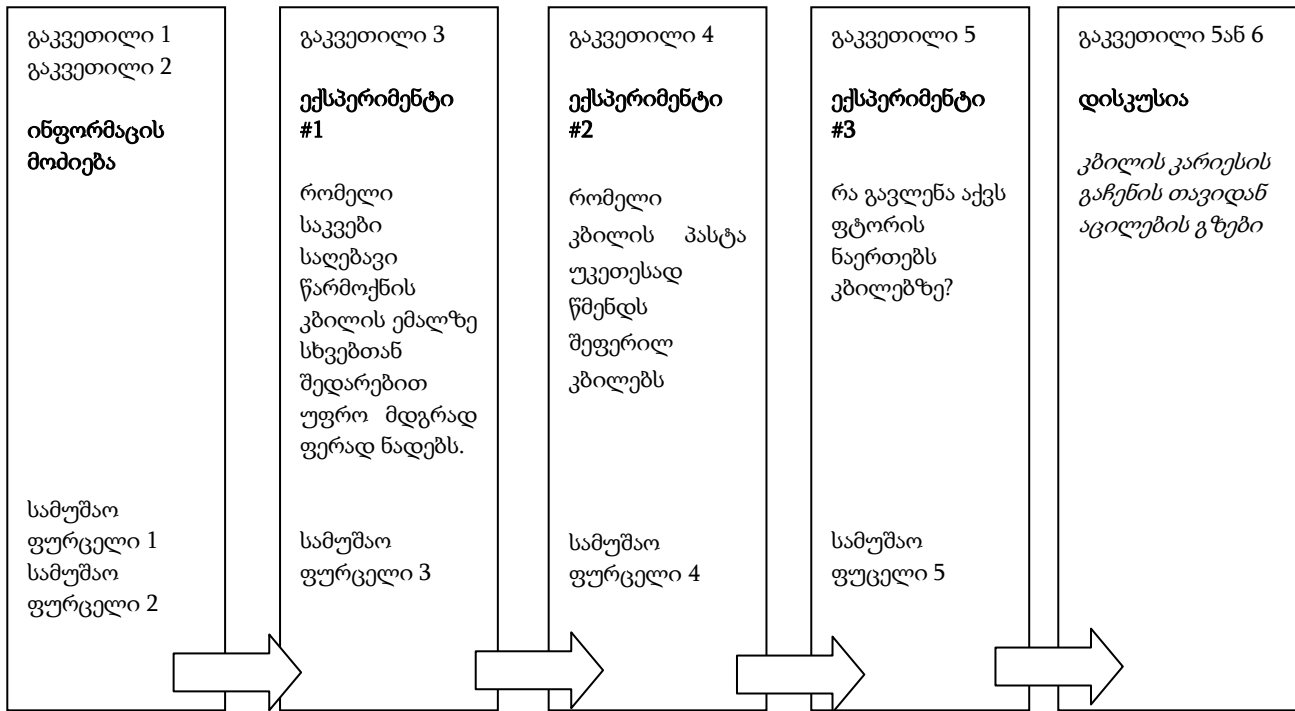 გაკვეთილი 1
გაკვეთილი 2
ინფორმაცის
მოძიება
სამუშაო
ფურცელი 1
სამუშაო
ფურცელი 2
გაკვეთილი 3
ექსპერიმენტი
#1
რომელი
საკვები
საღებავი
წარმოქნის
კბილის ემალზე
სხვებთან
შედარებით
უფრო მდგრად
ფერად ნადებს.
სამუშაო
ფურცელი 3
გაკვეთილი 4
ექსპერიმენტი
#2
რომელი
კბილის პასტა
უკეთესად
წმენდს
შეფერილ
კბილებს
სამუშაო
ფურცელი 4
გაკვეთილი 5
ექსპერიმენტი
#3
რა გავლენა აქვს
ფტორის
ნაერთებს
კბილებზე?
სამუშაო
ფუცელი 5
გაკვეთილი 5ან 6
დისკუსია
კბილის კარიესის
გაჩენის თავიდან
აცილების გზები